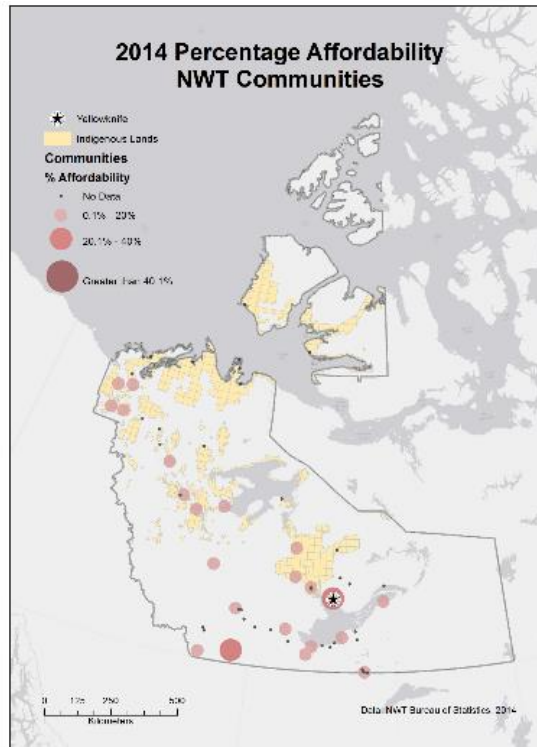 2014 Percentage Affordability
NWT Communities
Yellowknife
Indigenous Lands
Communities
% Affordability
No Data
0.1% - 20%
20.1% - 40%
Greater than 40.1%
0 125 250 500
Kilometers
Data: NWT Bureau of Statistics, 2014